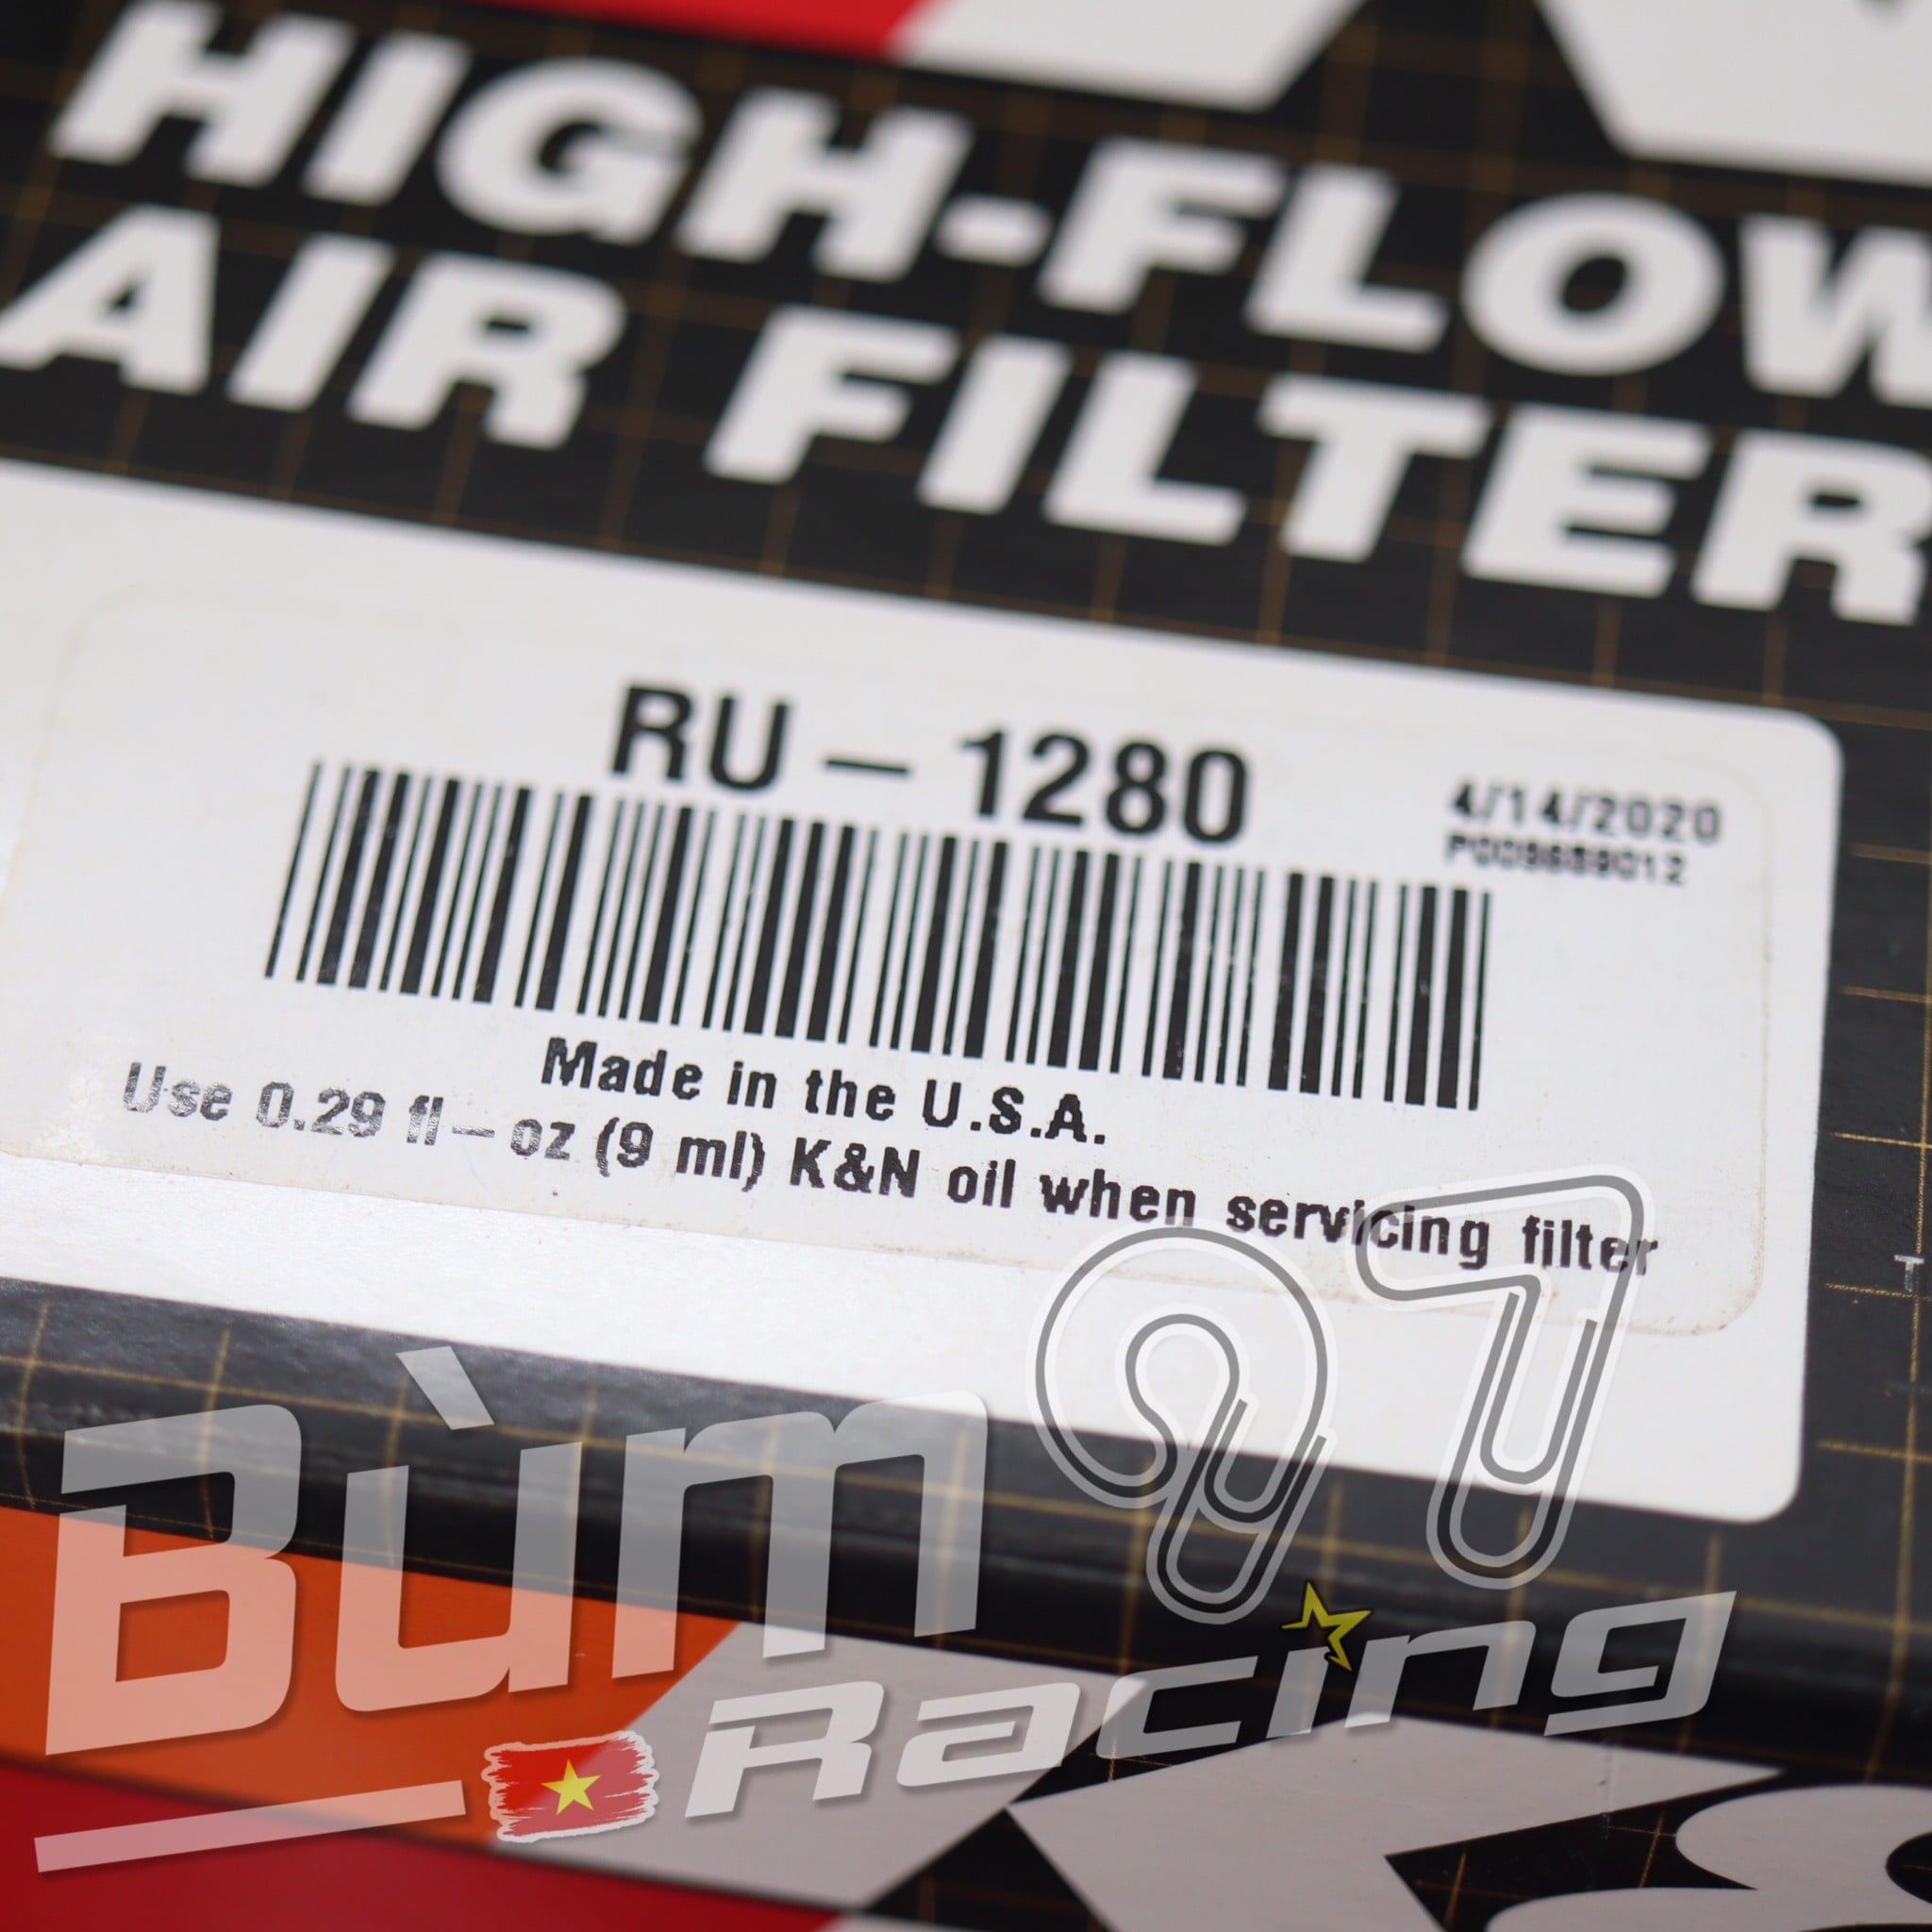 HIGH-FLOW
AIR FILTER
RU – 1280
4/14/2020
Made in the U.S.A.
Use 0.29 fl – oz (9 ml) K&N oil when servicing filter
Bùm 97
Racing